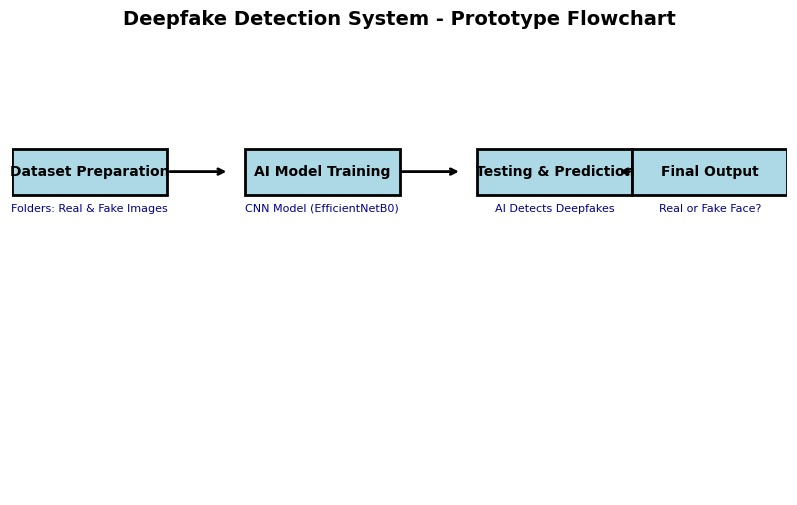 Deepfake Detection System - Prototype Flowchart
Dataset Preparation
AI Model Training
Testing & Prediction
Final Output
Folders: Real & Fake Images
CNN Model (EfficientNetB0)
AI Detects Deepfakes
Real or Fake Face?